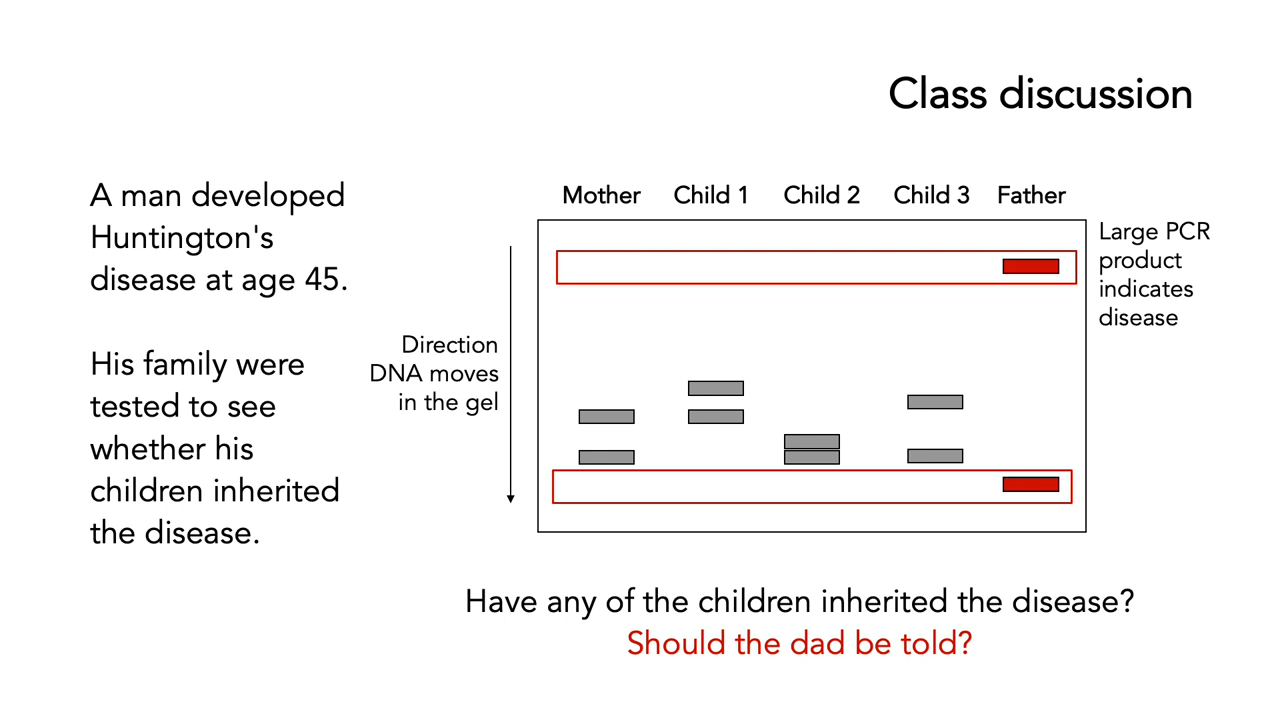 Class discussion
A man developed
Huntington's
disease at age 45.
His family were
tested to see
whether his
children inherited
the disease.
Mother Child 1 Child 2 Child 3 Father
Direction
DNA moves
in the gel
Large PCR
product
indicates
disease
Have any of the children inherited the disease?
Should the dad be told?